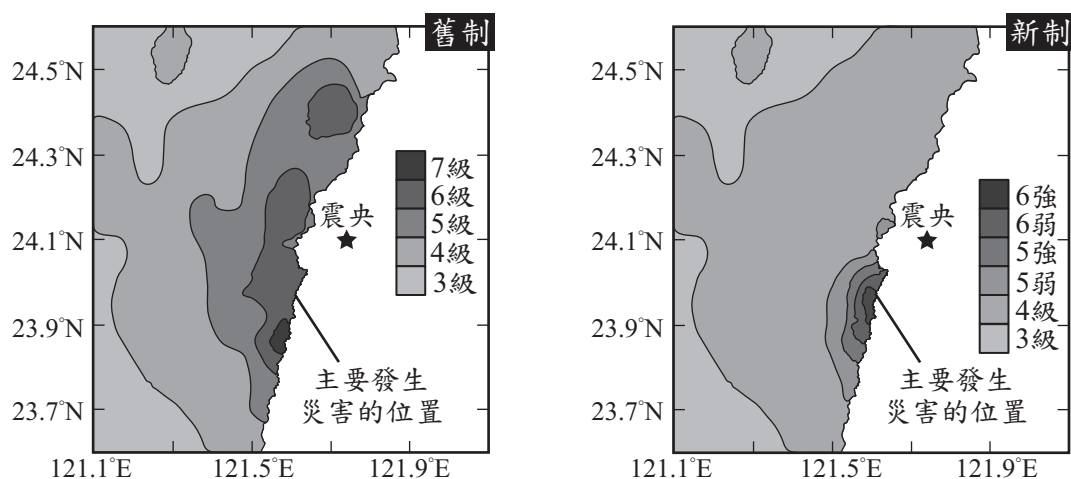 舊制
24.5°N
24.3°N
24.1°N
23.9°N
23.7°N
121.1°E
121.5°E
121.9°E
7級
6級
5級
4級
3級
震央
主要發生
災害的位置
新制
24.5°N
24.3°N
24.1°N
23.9°N
23.7°N
121.1°E
121.5°E
121.9°E
6強
6弱
5強
5弱
4級
3級
震央
主要發生
災害的位置